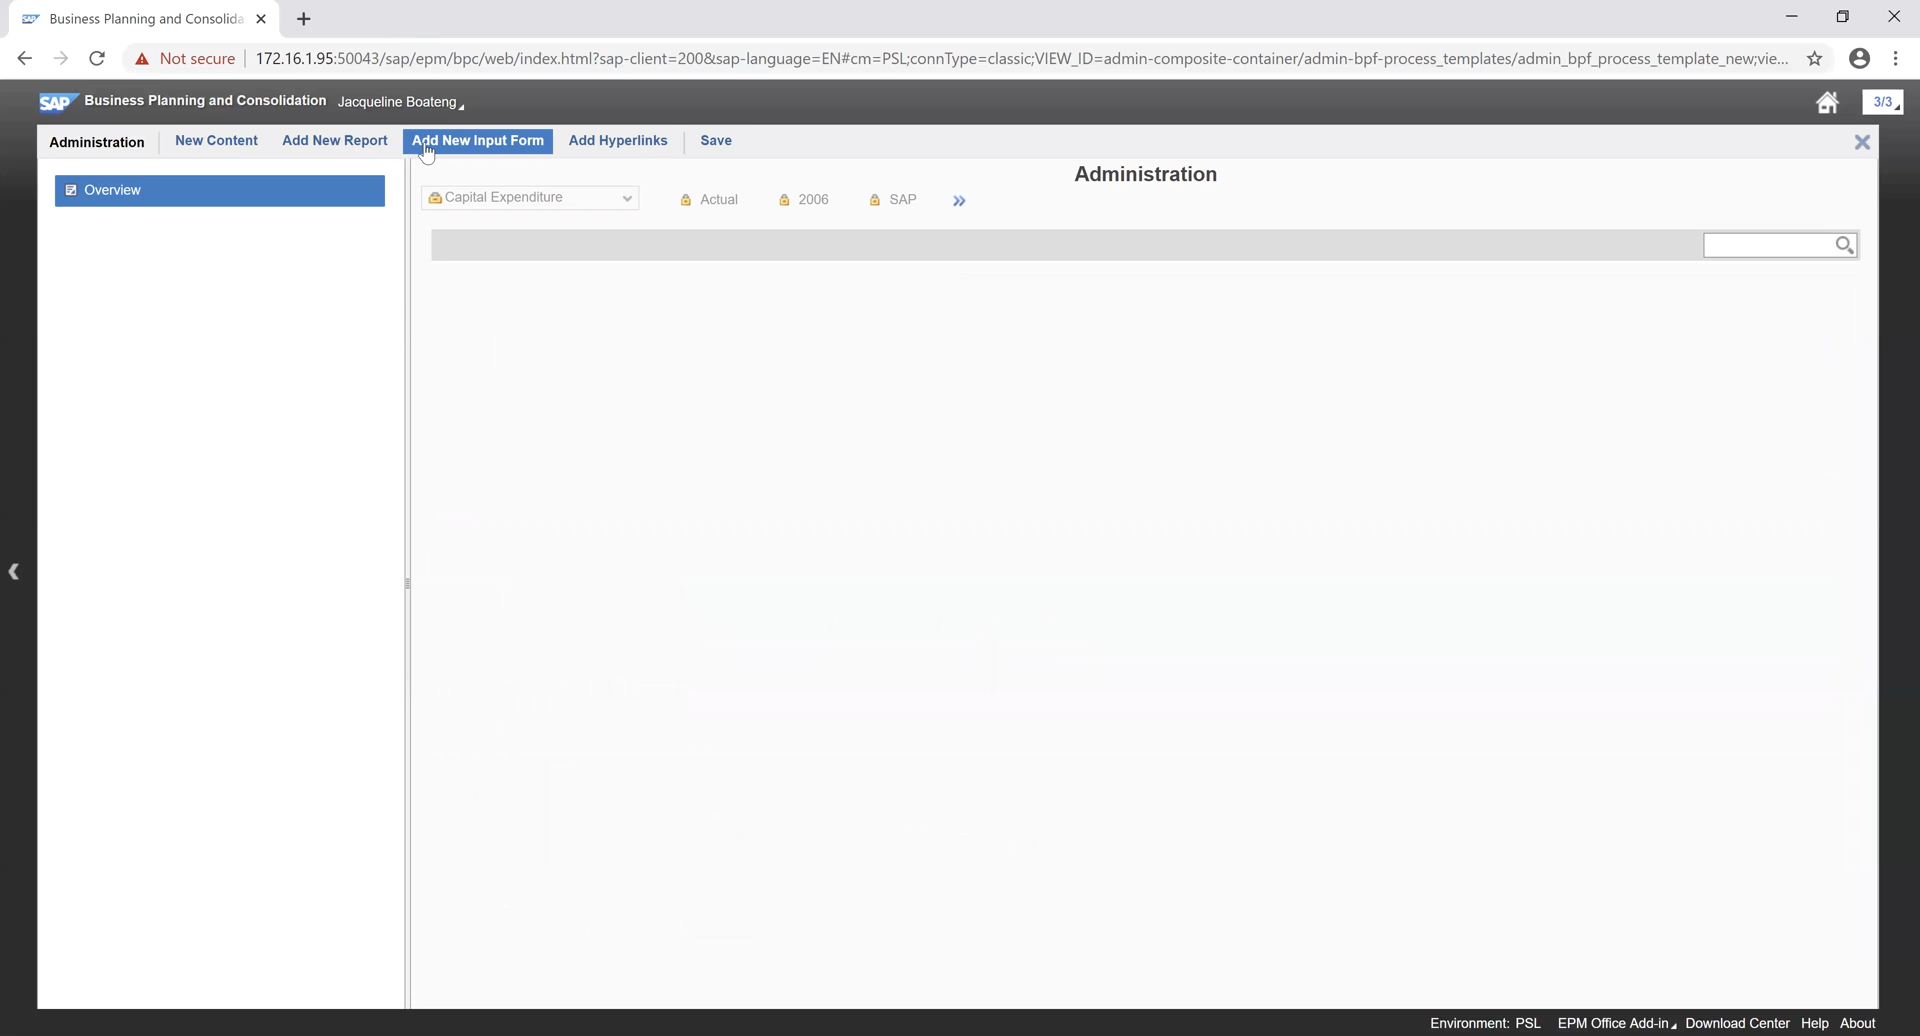 Business Planning and Consolida
Not secure
172.16.1.95:50043/sap/epm/bpc/web/index.html?sap-client=200&sap-language=EN#cm=PSL;connType=classic;VIEW_ID=admin-composite-container/admin-bpf-process_templates/admin_bpf_process_template_new;vie...
SAP Business Planning and Consolidation Jacqueline Boateng
3/3
Administration New Content Add New Report Add New Input Form Add Hyperlinks Save
Overview
Administration
Capital Expenditure Actual 2006 SAP
Environment: PSL EPM Office Add-in Download Center Help About